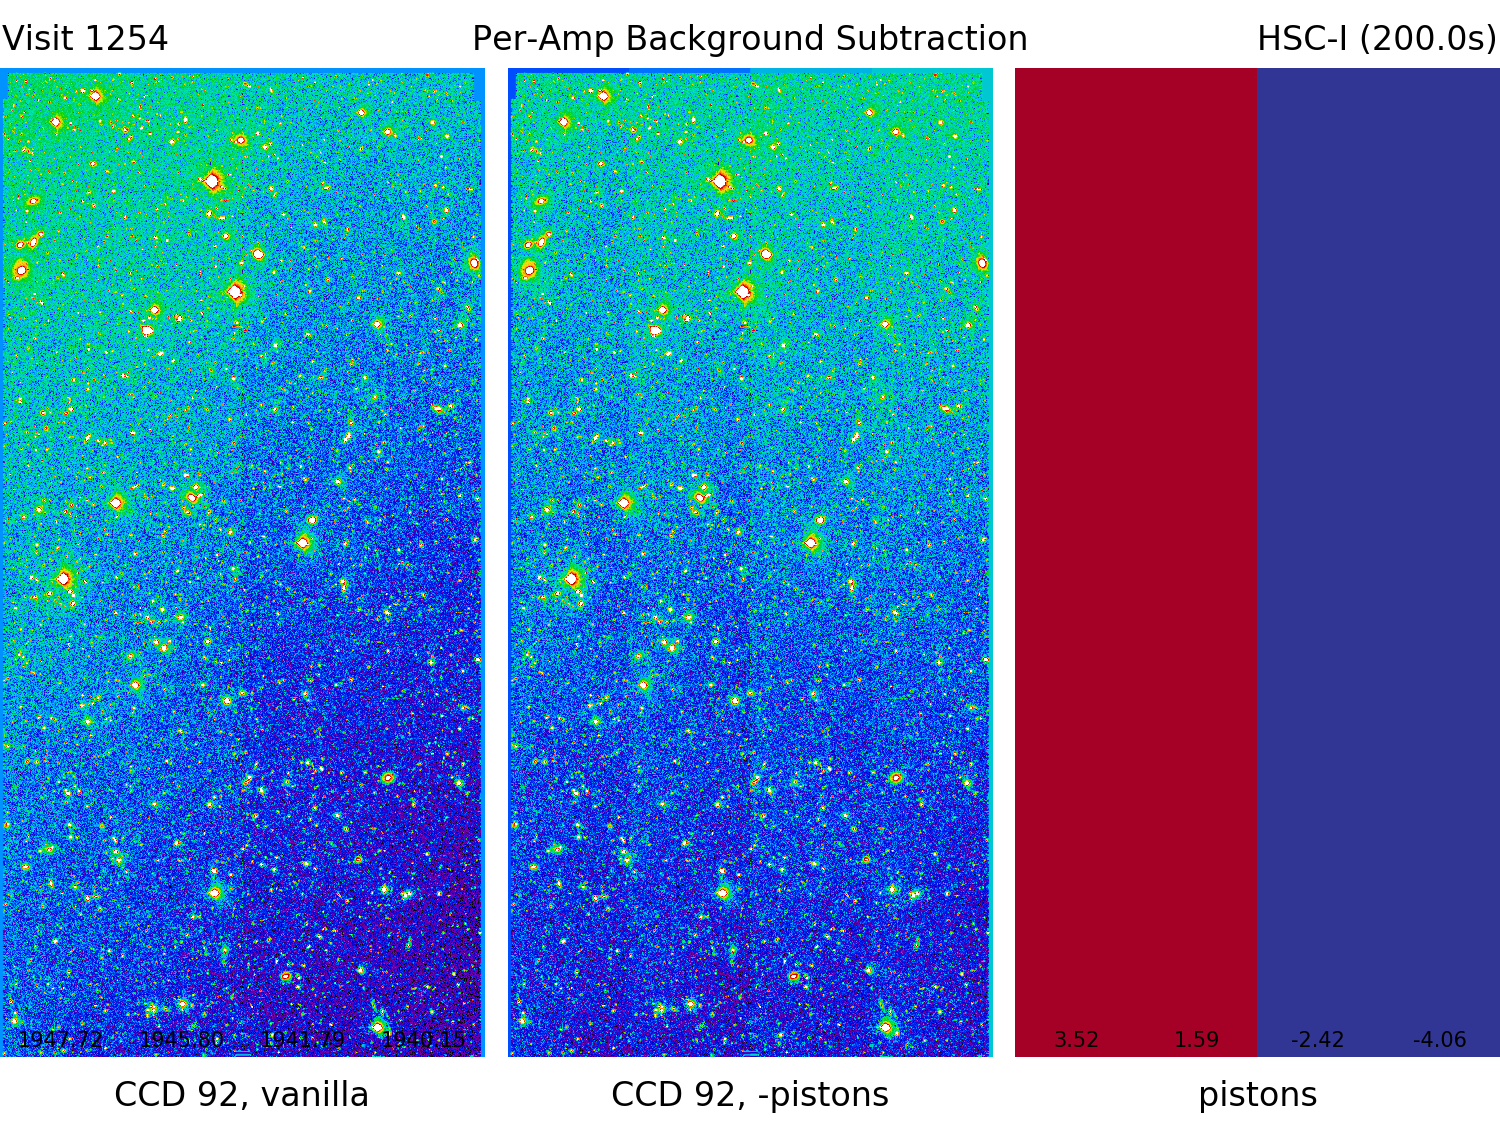 Visit 1254 Per-Amp Background Subtraction HSC-I (200.0s)
1947.72 1945.80 1941.79 1940.15 3.52 1.59 -2.42 -4.06
CCD 92, vanilla CCD 92, -pistons pistons